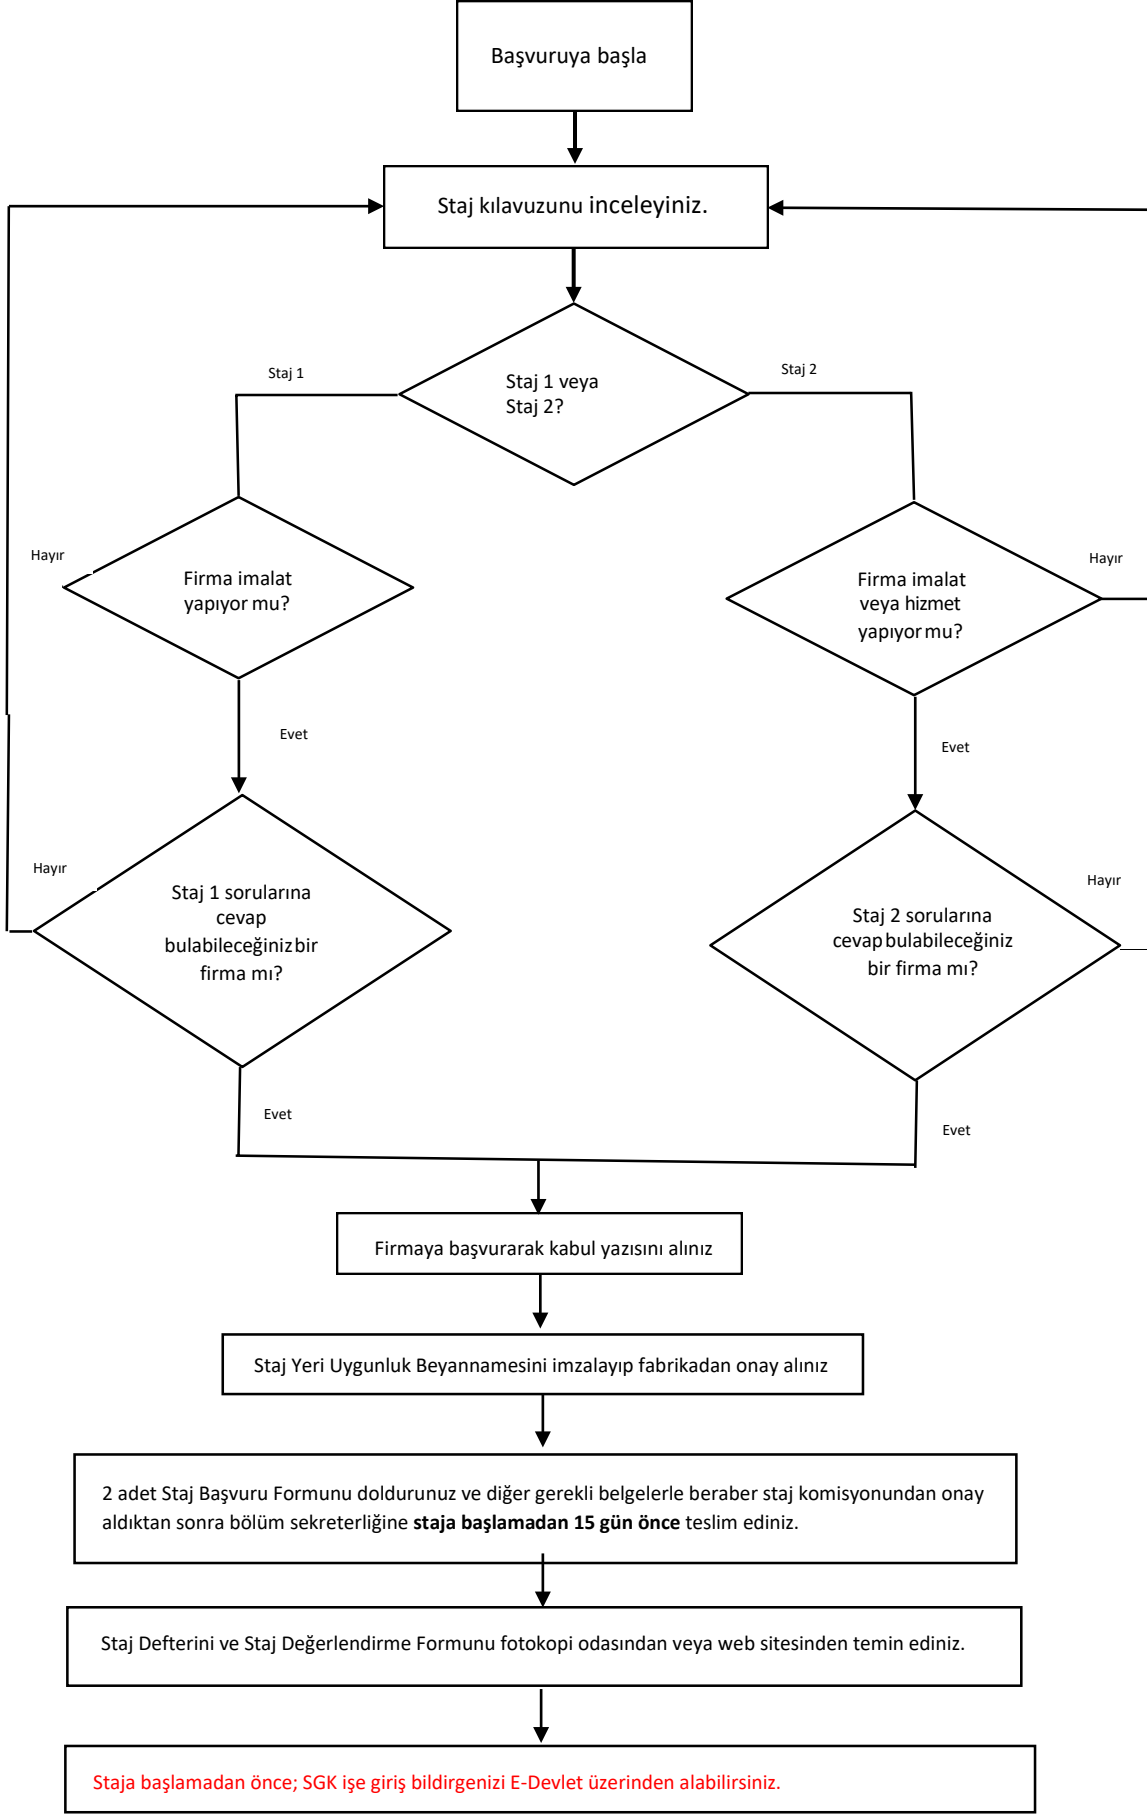 Başvuruya başla
Staj kılavuzunu inceleyiniz.
Staj 1
Staj 2
Staj 1 veya
Staj 2?
Hayır
Firma imalat
yapıyor mu?
Hayır
Firma imalat
veya hizmet
yapıyor mu?
Evet
Evet
Hayır
Staj 1 sorularına
cevap
bulabileceğiniz bir
firma mı?
Hayır
Staj 2 sorularına
cevap bulabileceğiniz
bir firma mı?
Evet
Evet
Firmaya başvurarak kabul yazısını alınız
Staj Yeri Uygunluk Beyannamesini imzalayıp fabrikadan onay alınız
2 adet Staj Başvuru Formunu doldurunuz ve diğer gerekli belgelerle beraber staj komisyonundan onay
aldıktan sonra bölüm sekreterliğine staja başlamadan 15 gün önce teslim ediniz.
Staj Defterini ve Staj Değerlendirme Formunu fotokopi odasından veya web sitesinden temin ediniz.
Staja başlamadan önce; SGK işe giriş bildirgenizi E-Devlet üzerinden alabilirsiniz.